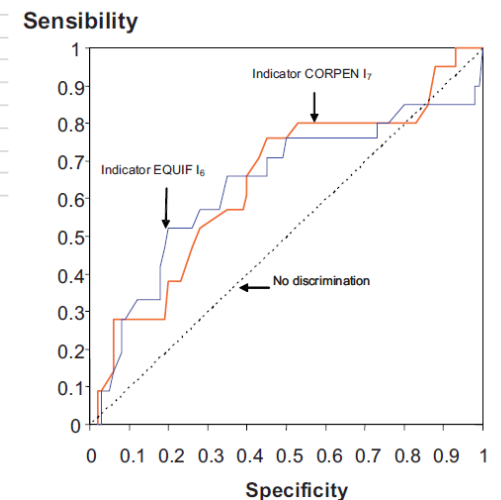 Sensibility
1
0.9
Indicator CORPEN I7
0.8
0.7
Indicator EQUIF I6
0.6
0.5
0.4
No discrimination
0.3
0.2
0.1
0
0 0.1 0.2 0.3 0.4 0.5 0.6 0.7 0.8 0.9 1
Specificity